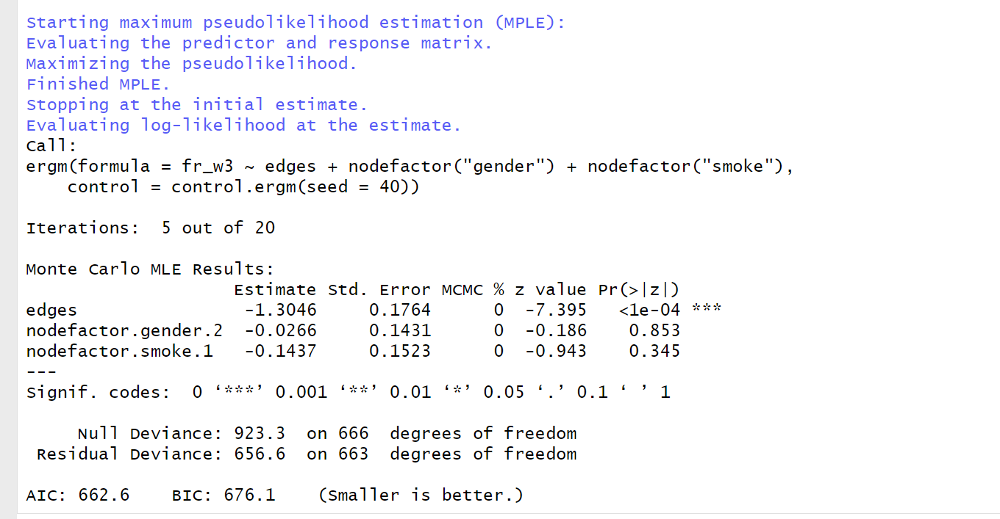 Starting maximum pseudolikelihood estimation (MPLE):
Evaluating the predictor and response matrix.
Maximizing the pseudolikelihood.
Finished MPLE.
Stopping at the initial estimate.
Evaluating log-likelihood at the estimate.
Call:
ergm(formula = fr_w3 ~ edges + nodefactor("gender") + nodefactor("smoke"),
    control = control.ergm(seed = 40))
Iterations:  5 out of 20
Monte Carlo MLE Results:
                    Estimate Std. Error MCMC % z value Pr(>|z|)
edges                -1.3046     0.1764      0  -7.395   <1e-04 ***
nodefactor.gender.2  -0.0266     0.1431      0  -0.186    0.853
nodefactor.smoke.1   -0.1437     0.1523      0  -0.943    0.345
---
Signif. codes:  0 ‘***’ 0.001 ‘**’ 0.01 ‘*’ 0.05 ‘.’ 0.1 ‘ ’ 1
     Null Deviance: 923.3  on 666  degrees of freedom
 Residual Deviance: 656.6  on 663  degrees of freedom
AIC: 662.6    BIC: 676.1    (Smaller is better.)